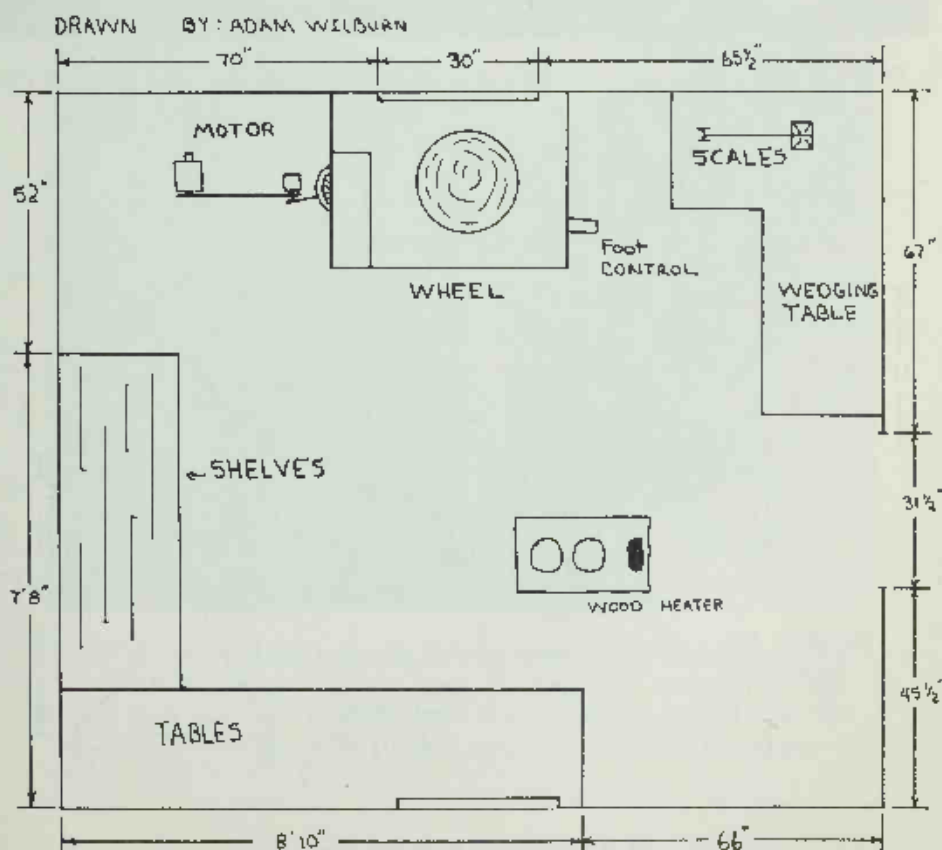 DRAWN BY: ADAM WILBURN
70" 30" 65½"
MOTOR
SCALES
52"
67"
Foot
CONTROL
WHEEL
WEDGING
TABLE
SHELVES
31½"
7'8"
WOOD HEATER
45½"
TABLES
8'10" 66"